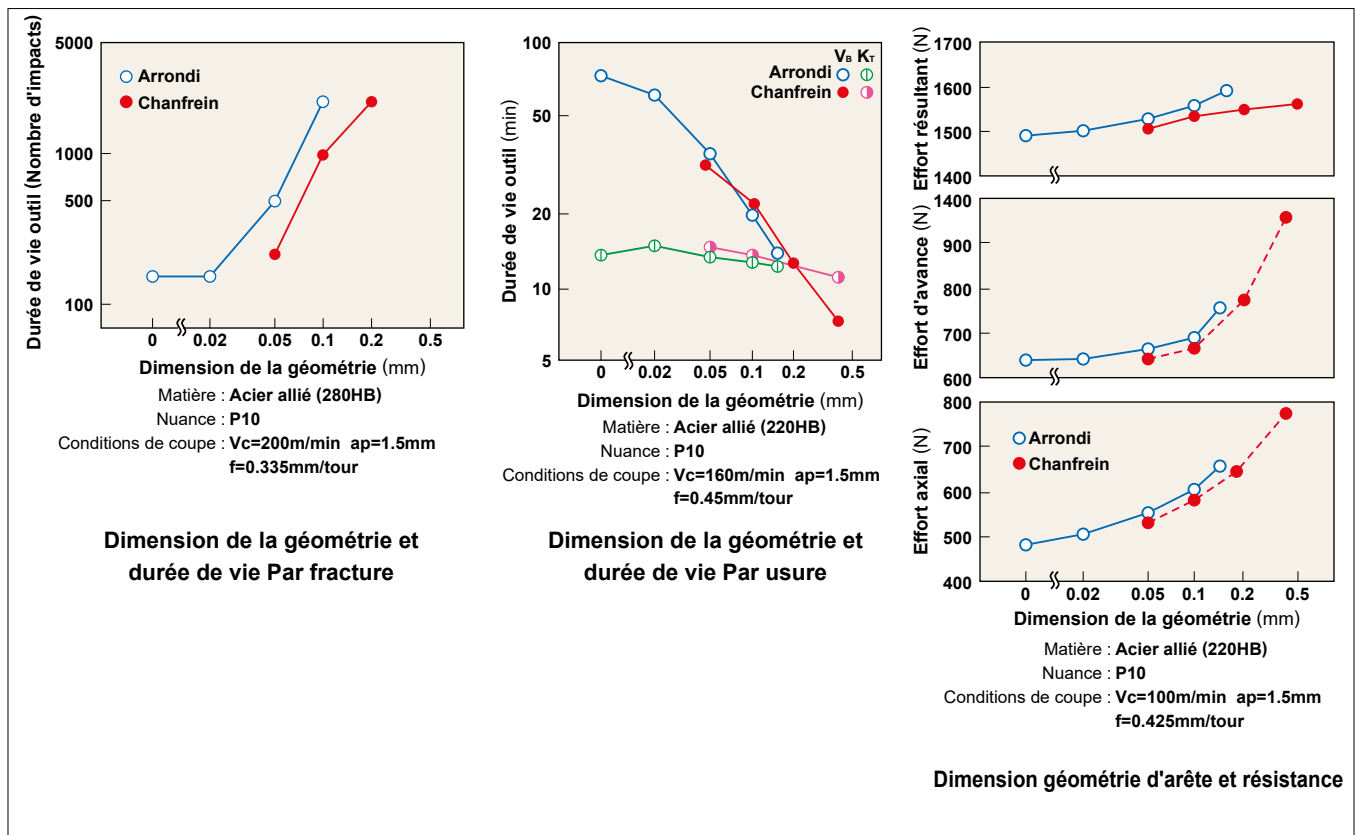 Durée de vie outil (Nombre d'impacts)
5000
1000
500
100
Arrondi
Chanfrein
0 0.02 0.05 0.1 0.2 0.5
Dimension de la géométrie (mm)
Matière : Acier allié (280HB)
Nuance : P10
Conditions de coupe : Vc=200m/min ap=1.5mm
f=0.335mm/tour
Dimension de la géométrie et
durée de vie Par fracture
Durée de vie outil (min)
100
50
20
10
5
VB KT
Arrondi
Chanfrein
0 0.02 0.05 0.1 0.2 0.5
Dimension de la géométrie (mm)
Matière : Acier allié (220HB)
Nuance : P10
Conditions de coupe : Vc=160m/min ap=1.5mm
f=0.45mm/tour
Dimension de la géométrie et
durée de vie Par usure
Effort résultant (N)
1700
1600
1500
1400
Effort d'avance (N)
1400
900
800
700
600
Effort axial (N)
800
700
600
500
400
Arrondi
Chanfrein
0 0.02 0.05 0.1 0.2 0.5
Dimension de la géométrie (mm)
Matière : Acier allié (220HB)
Nuance : P10
Conditions de coupe : Vc=100m/min ap=1.5mm
f=0.425mm/tour
Dimension géométrie d'arête et résistance